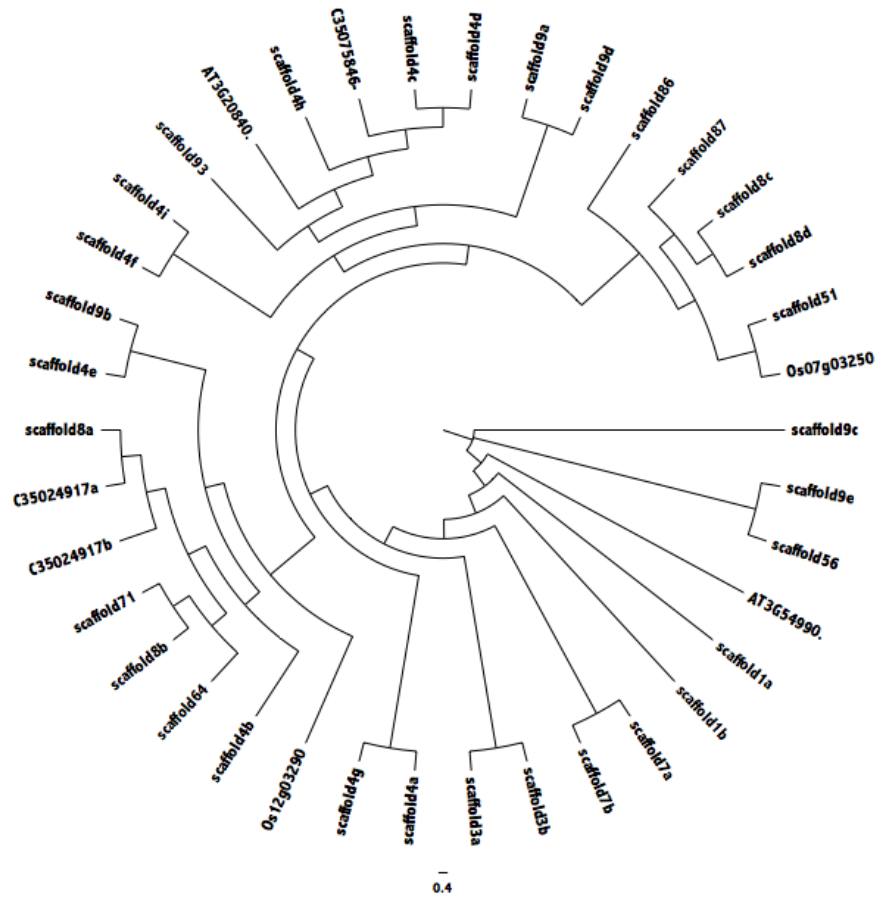 C35075846-
scaffold4c
scaffold4d
scaffold9a
scaffold9d
scaffold86
scaffold87
scaffold8c
scaffold8d
scaffold51
Os07g03250
scaffold9c
scaffold9e
scaffold56
AT3G54990.
scaffold1a
scaffold1b
scaffold7a
scaffold7b
scaffold3b
scaffold3a
scaffold4a
scaffold4g
Os12g03290
scaffold4b
scaffold64
scaffold8b
scaffold71
C35024917b
C35024917a
scaffold8a
scaffold4e
scaffold9b
scaffold4f
scaffold4i
scaffold93
AT3G20840.
scaffold4h
0.4